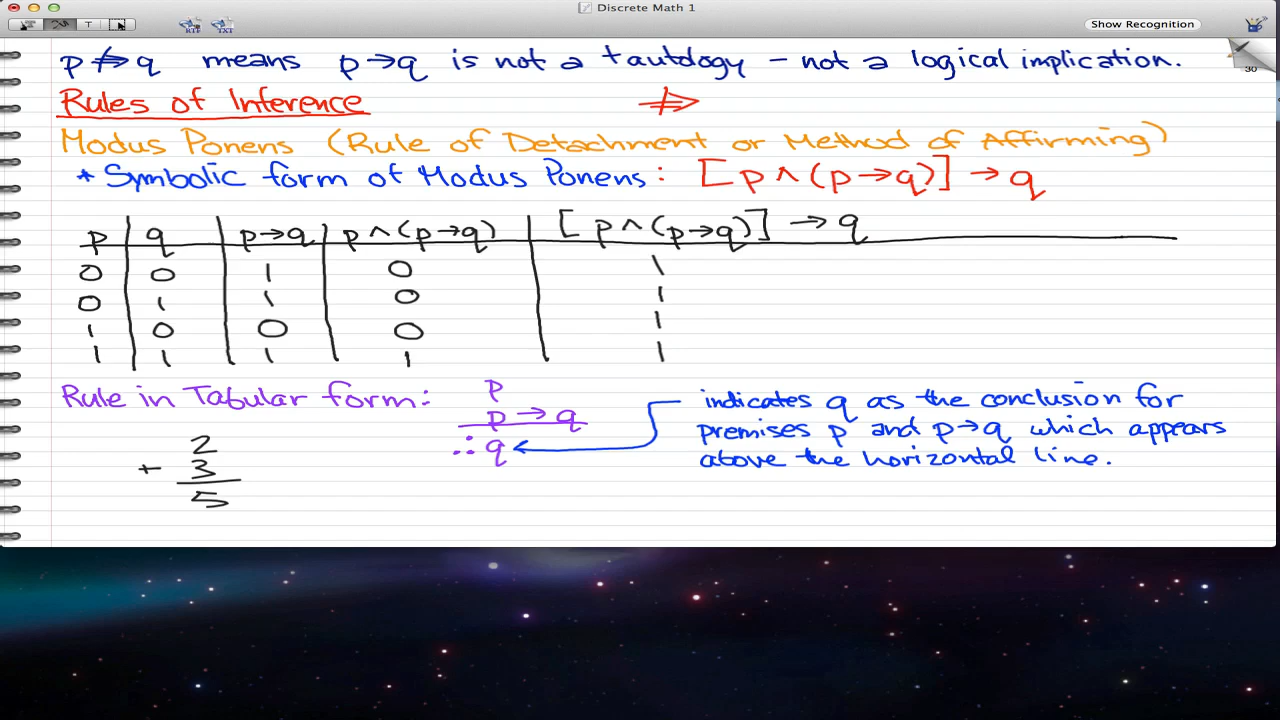 Discrete Math 1
T
RTF TXT
Show Recognition
30
p ⇏ q means p→q is not a tautology - not a logical implication.
Rules of Inference ⇏
Modus Ponens (Rule of Detachment or Method of Affirming)
* Symbolic form of Modus Ponens: [p ∧ (p→q)] → q
p q p→q p ∧ (p→q) [p ∧ (p→q)] → q
0 0 1 0 1
0 1 1 0 1
1 0 0 0 1
1 1 1 1 1
Rule in Tabular form:
p
p → q
∴ q
indicates q as the conclusion for
premises p and p→q which appears
above the horizontal line.
2
+ 3
5